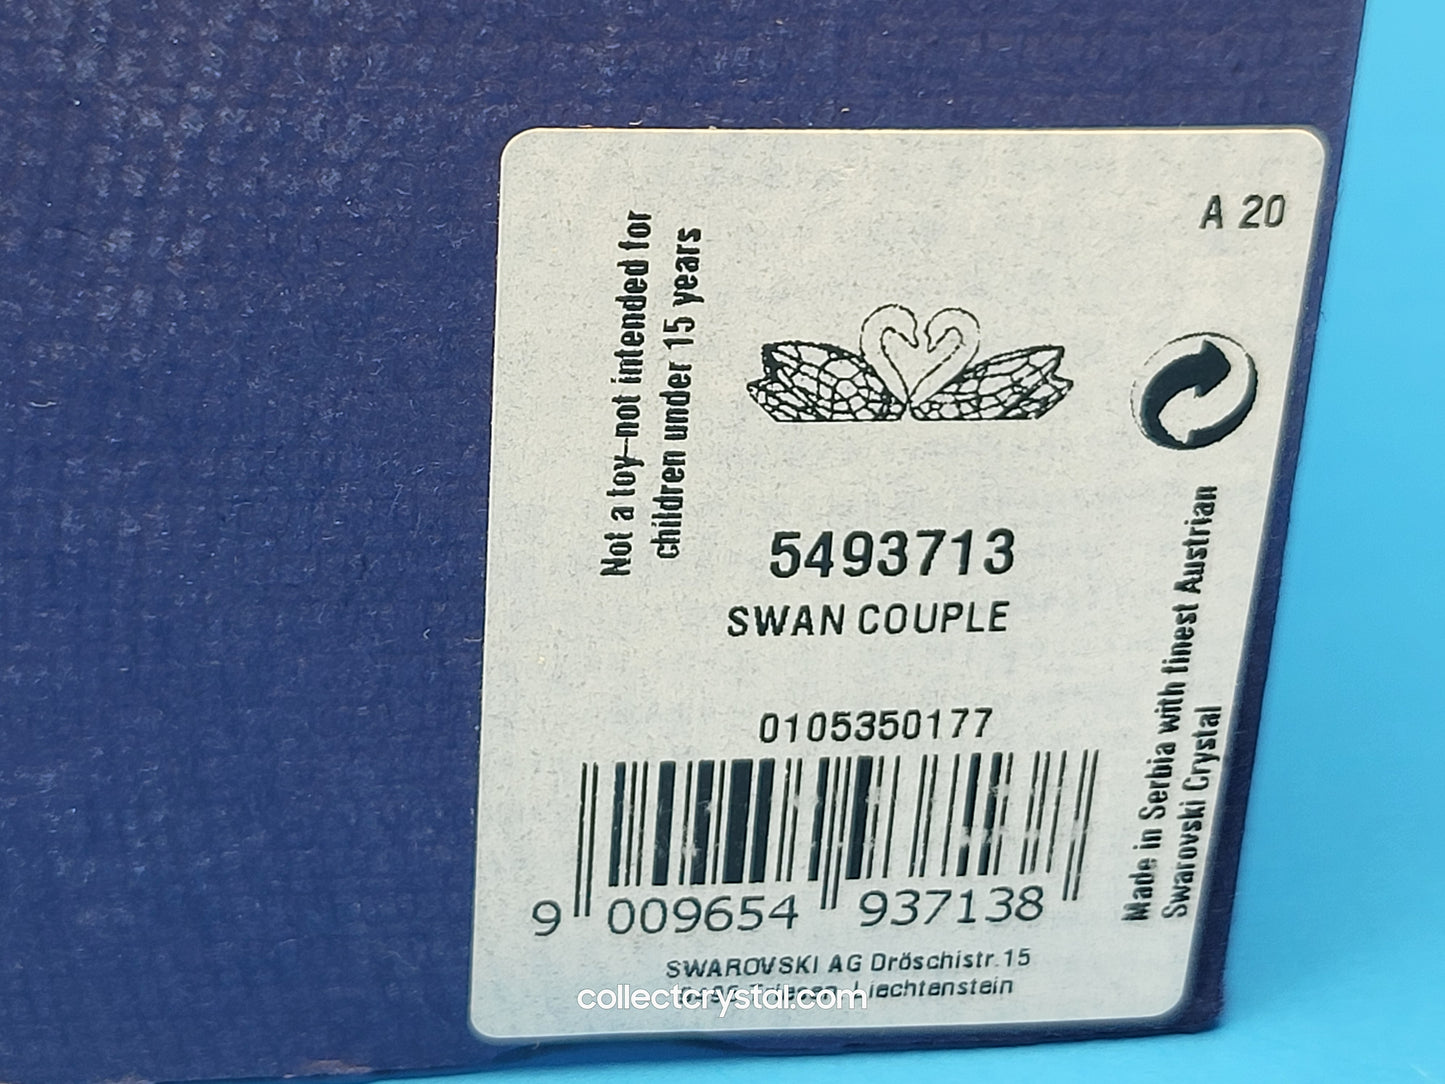 A 20
Not a toy-not intended for
children under 15 years
5493713
SWAN COUPLE
0105350177
9 009654 937138
Made in Serbia with finest Austrian
Swarovski Crystal
SWAROVSKI AG Dröschistr.15
Liechtenstein
collectcrystal.com